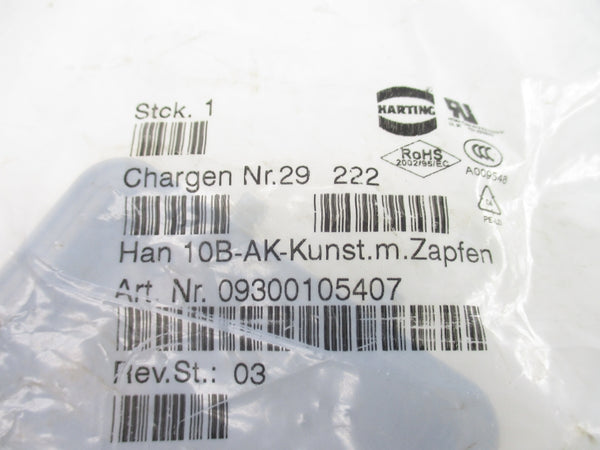 Stck. 1
HARTING
RoHS
2002/95/EC
CCC
A009548
Chargen Nr.29 222
Han 10B-AK-Kunst.m.Zapfen
Art. Nr. 09300105407
Rev.St.: 03